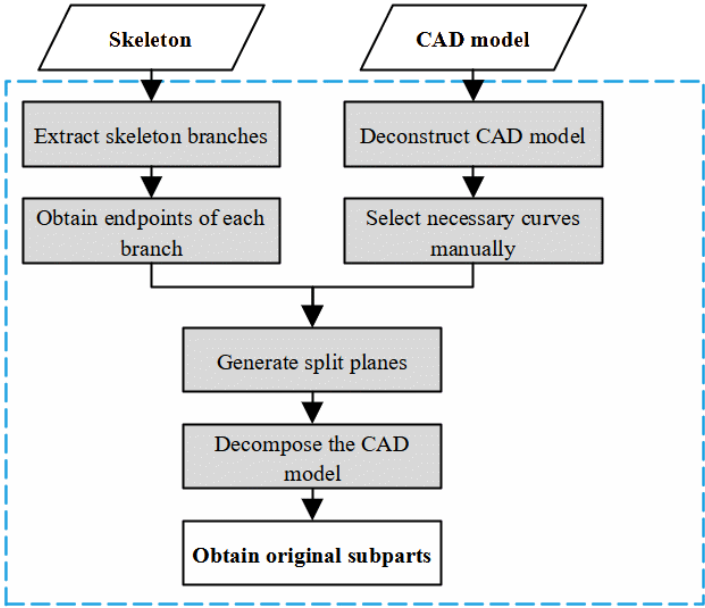 Skeleton
CAD model
Extract skeleton branches
Deconstruct CAD model
Obtain endpoints of each
branch
Select necessary curves
manually
Generate split planes
Decompose the CAD
model
Obtain original subparts